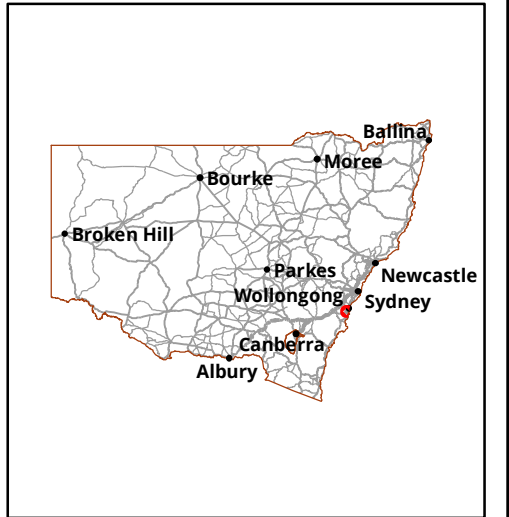 Ballina
Moree
Bourke
Broken Hill
Parkes
Newcastle
Wollongong
Sydney
Canberra
Albury